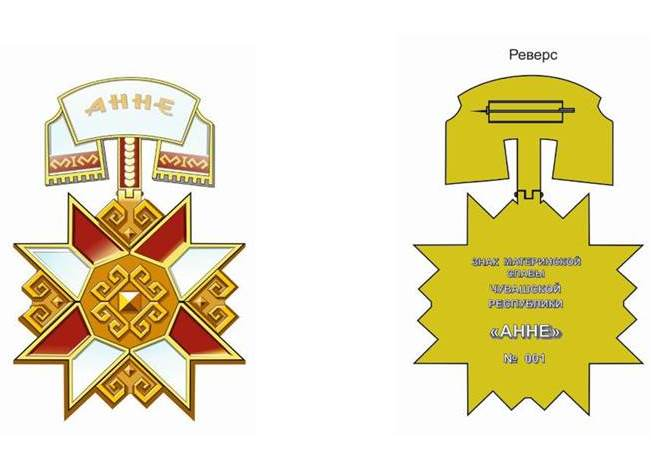 АННЕ
Реверс
ЗНАК МАТЕРИНСКОЙ
СЛАВЫ
ЧУВАШСКОЙ
РЕСПУБЛИКИ
«АННЕ»
№ 001